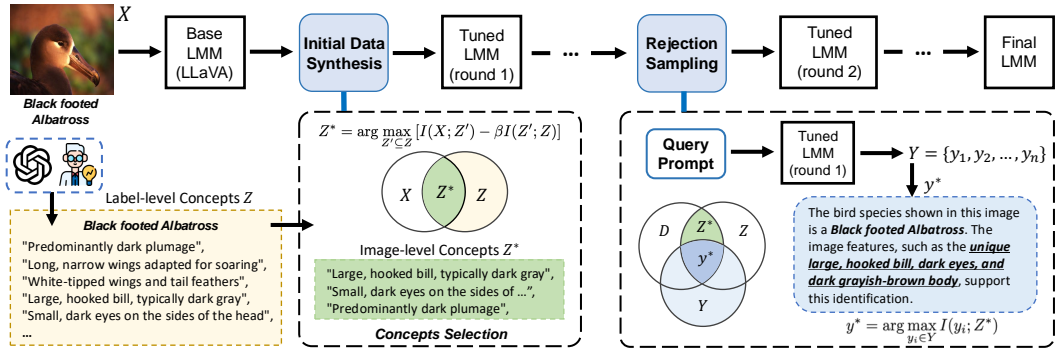 X
Base
LMM
(LLaVA)
Initial Data
Synthesis
Tuned
LMM
(round 1)
...
Rejection
Sampling
Tuned
LMM
(round 2)
...
Final
LMM
Black footed
Albatross
Label-level Concepts Z
Black footed Albatross
"Predominantly dark plumage",
"Long, narrow wings adapted for soaring"
"White-tipped wings and tail feathers",
"Large, hooked bill, typically dark gray",
"Small, dark eyes on the sides of the head",
...
Z* = arg max [I(X; Z′) − βI(Z′; Z)]
Z′⊆Z
X
Z*
Z
Image-level Concepts Z*
"Large, hooked bill, typically dark gray",
"Small, dark eyes on the sides of ...",
"Predominantly dark plumage",
Concepts Selection
Query
Prompt
Tuned
LMM
(round 1)
Y = {y₁, y₂, ..., yₙ}
y*
D
Z*
Z
y*
Y
The bird species shown in this image
is a Black footed Albatross. The
image features, such as the unique
large, hooked bill, dark eyes, and
dark grayish-brown body, support
this identification.
y* = arg max I(yᵢ; Z*)
yᵢ∈Y